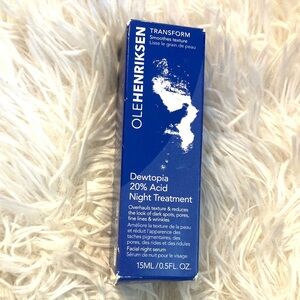 OLEHENRIKSEN
TRANSFORM
Smoothes texture
Lisse le grain de peau
Dewtopia
20% Acid
Night Treatment
Overhauls texture & reduces
the look of dark spots, pores,
fine lines & wrinkles
Améliore la texture de la peau
et réduit l'apparence des
taches pigmentaires, des
pores, des rides et des ridules
Facial night serum
Sérum de nuit pour le visage
15ML / 0.5FL. OZ.